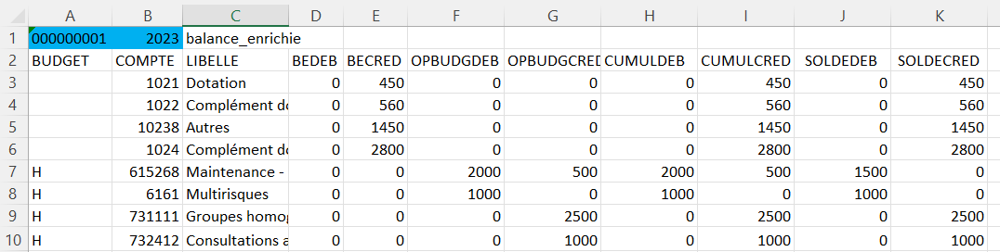 A B C D E F G H I J K
1 000000001 2023 balance_enrichie
2 BUDGET COMPTE LIBELLE BEDEB BECRED OPBUDGDEB OPBUDGCRED CUMULDEB CUMULCRED SOLDEDEB SOLDECRED
3 1021 Dotation 0 450 0 0 0 450 0 450
4 1022 Complément do 0 560 0 0 0 560 0 560
5 10238 Autres 0 1450 0 0 0 1450 0 1450
6 1024 Complément do 0 2800 0 0 0 2800 0 2800
7 H 615268 Maintenance - 0 0 2000 500 2000 500 1500 0
8 H 6161 Multirisques 0 0 1000 0 1000 0 1000 0
9 H 731111 Groupes homog 0 0 0 2500 0 2500 0 2500
10 H 732412 Consultations a 0 0 0 1000 0 1000 0 1000